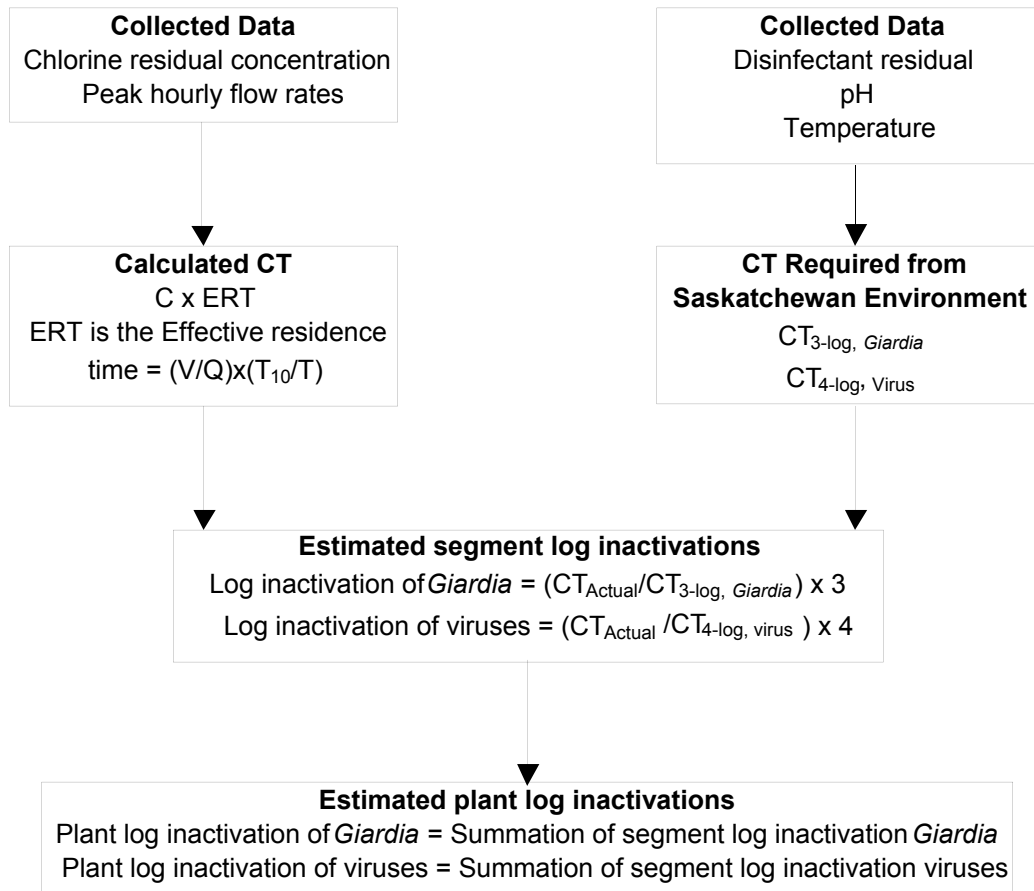 Collected Data
Chlorine residual concentration
Peak hourly flow rates
Collected Data
Disinfectant residual
pH
Temperature
Calculated CT
C x ERT
ERT is the Effective residence
time = (V/Q)x(T10/T)
CT Required from
Saskatchewan Environment
CT3-log, Giardia
CT4-log, Virus
Estimated segment log inactivations
Log inactivation of Giardia = (CTActual/CT3-log, Giardia) x 3
Log inactivation of viruses = (CTActual /CT4-log, virus ) x 4
Estimated plant log inactivations
Plant log inactivation of Giardia = Summation of segment log inactivation Giardia
Plant log inactivation of viruses = Summation of segment log inactivation viruses